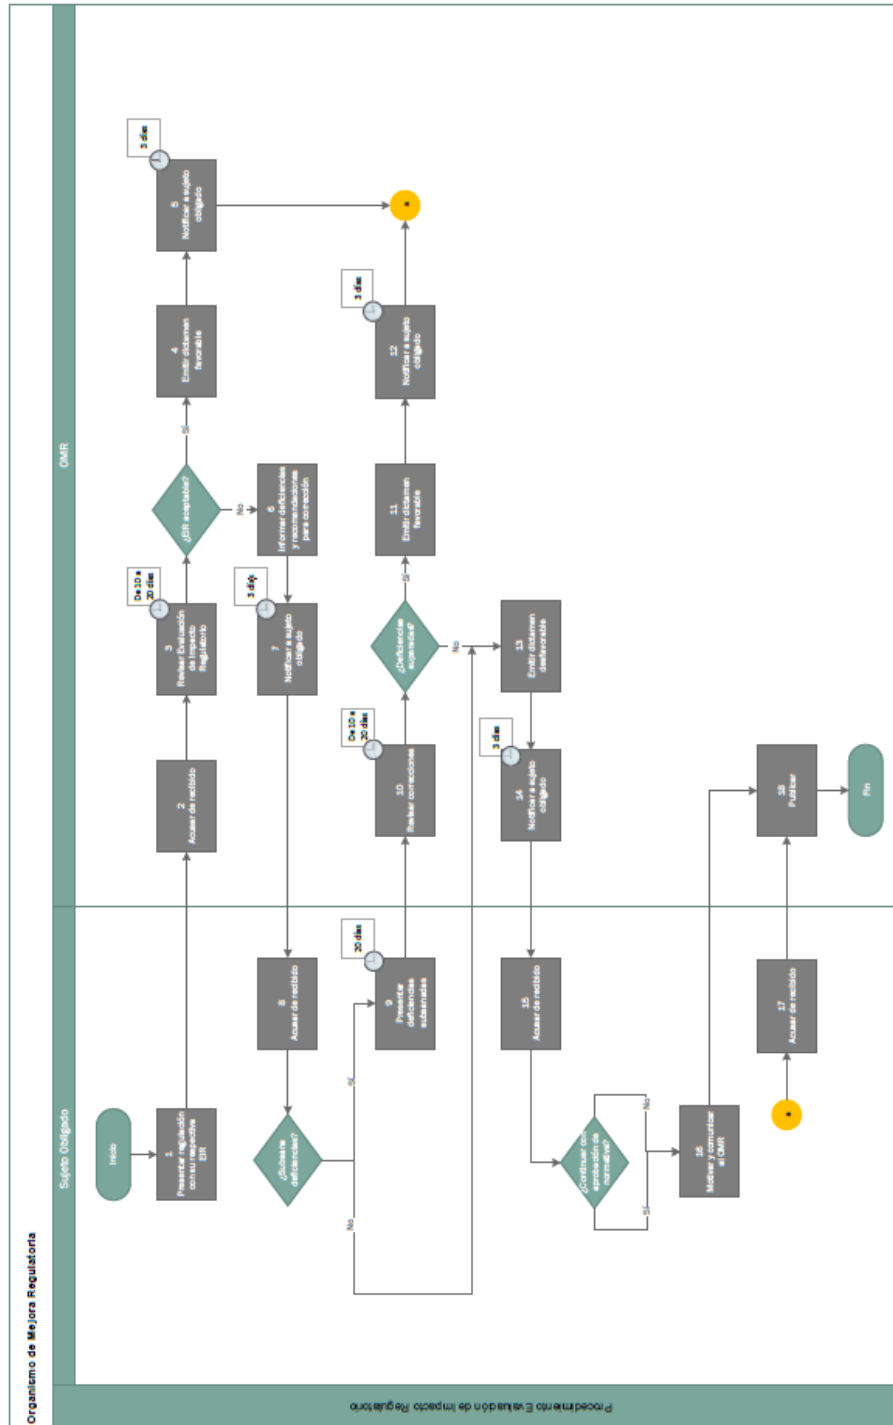 Organismo de Mejora Regulatoria
Procedimiento Evaluación de Impacto Regulatorio
Sujeto Obligado
OMR
Inicio
1
Presentar regulación
con su respectiva
EIR
2
Acusar de recibido
3
Revisar Evaluación
de Impacto
Regulatorio
De 10 a
20 días
¿EIR aceptable?
Sí
No
4
Emitir dictamen
favorable
5
Notificar a sujeto
obligado
3 días
6
Informar deficiencias
y recomendaciones
para corrección
7
Notificar a sujeto
obligado
3 días
8
Acusar de recibido
¿Subsana
deficiencias?
Sí
No
9
Presentar
deficiencias
subsanadas
20 días
10
Revisar correcciones
De 10 a
20 días
¿Deficiencias
superadas?
Sí
No
11
Emitir dictamen
favorable
12
Notificar a sujeto
obligado
3 días
a
13
Emitir dictamen
desfavorable
14
Notificar a sujeto
obligado
3 días
15
Acusar de recibido
¿Continuar con
aprobación de
normativa?
Sí
No
16
Motivar y comunicar
al OMR
a
17
Acusar de recibido
18
Publicar
Fin